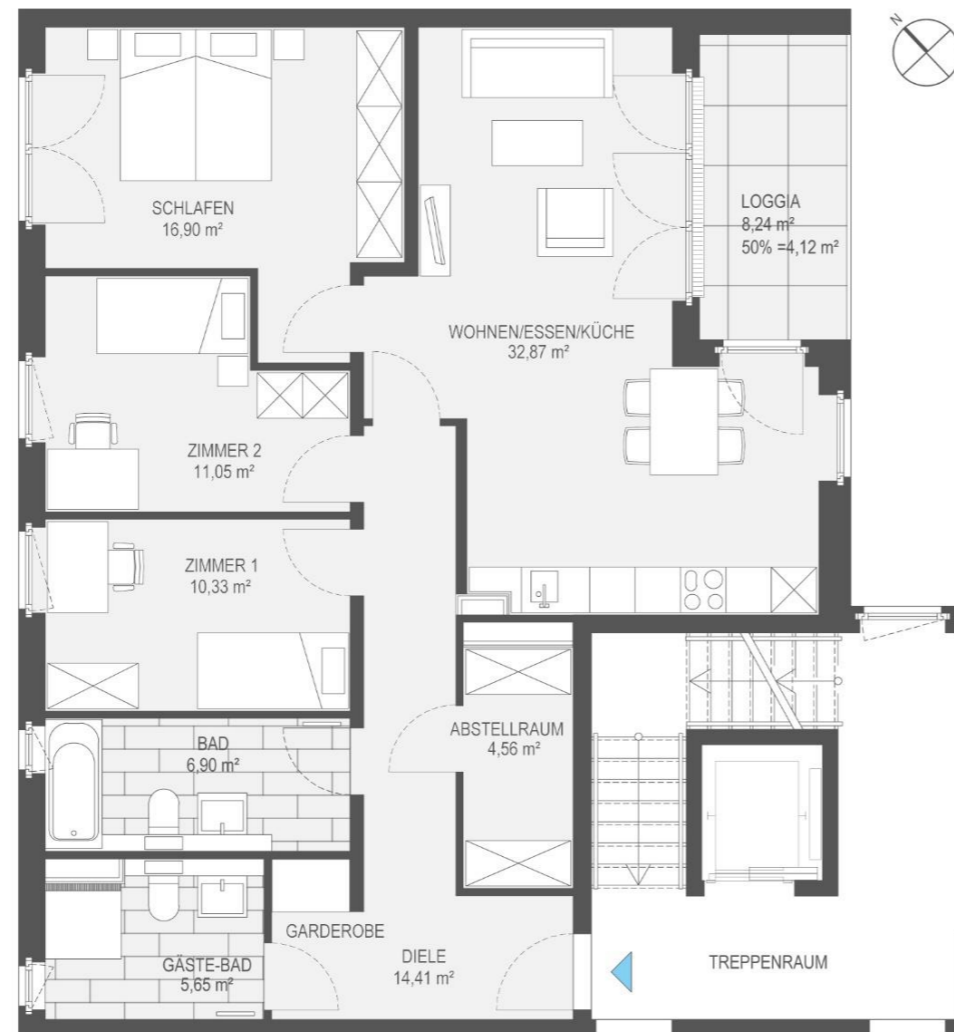 N
SCHLAFEN
16,90 m²
LOGGIA
8,24 m²
50% =4,12 m²
WOHNEN/ESSEN/KÜCHE
32,87 m²
ZIMMER 2
11,05 m²
ZIMMER 1
10,33 m²
ABSTELLRAUM
4,56 m²
BAD
6,90 m²
GARDEROBE
DIELE
14,41 m²
GÄSTE-BAD
5,65 m²
TREPPENRAUM